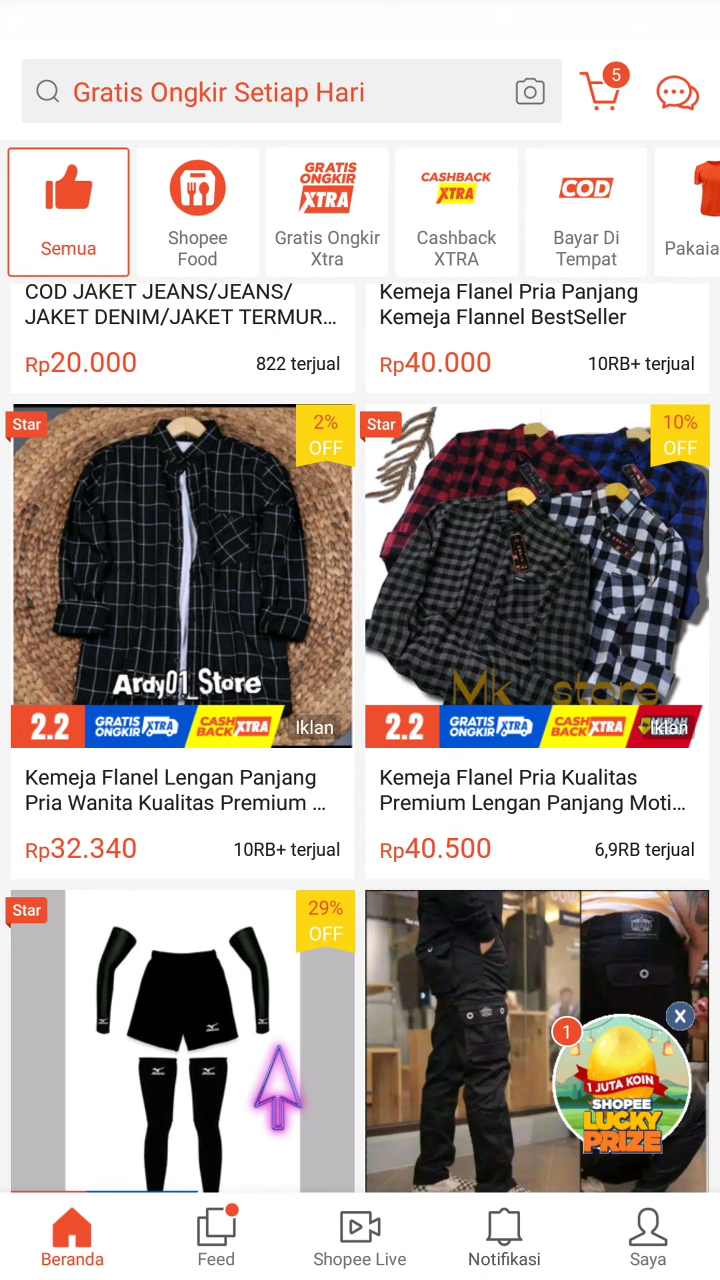 Gratis Ongkir Setiap Hari
5
GRATIS
ONGKIR
XTRA
CASHBACK
XTRA
COD
Semua
Shopee
Food
Gratis Ongkir
Xtra
Cashback
XTRA
Bayar Di
Tempat
Pakaia
COD JAKET JEANS/JEANS/
JAKET DENIM/JAKET TERMUR...
Rp20.000
822 terjual
Kemeja Flanel Pria Panjang
Kemeja Flannel BestSeller
Rp40.000
10RB+ terjual
Star
2%
OFF
Ardy01_Store
2.2
GRATIS
ONGKIR XTRA
CASH
BACK XTRA
Iklan
Star
10%
OFF
Mk store
2.2
GRATIS
ONGKIR XTRA
CASH
BACK XTRA
Iklan
Kemeja Flanel Lengan Panjang
Pria Wanita Kualitas Premium ...
Rp32.340
10RB+ terjual
Kemeja Flanel Pria Kualitas
Premium Lengan Panjang Moti...
Rp40.500
6,9RB terjual
Star
29%
OFF
X
1
1 JUTA KOIN
SHOPEE
LUCKY
PRIZE
Beranda
Feed
Shopee Live
Notifikasi
Saya